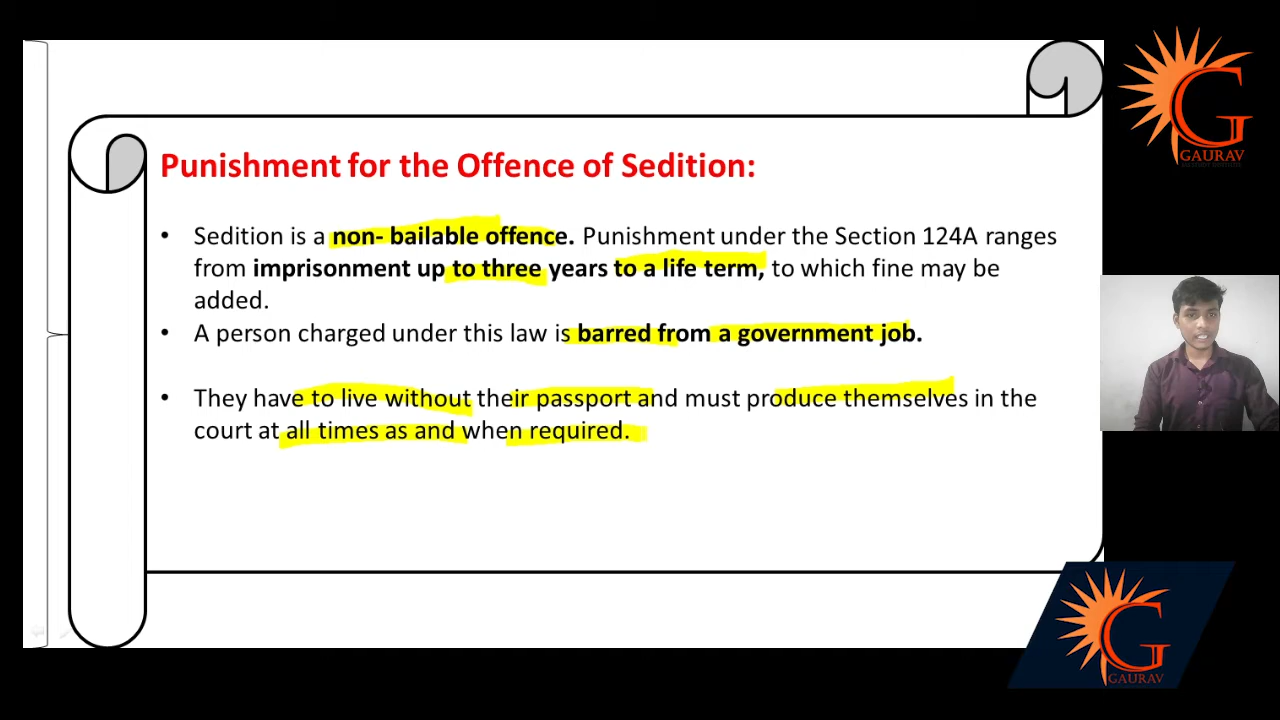 Punishment for the Offence of Sedition:
• Sedition is a non- bailable offence. Punishment under the Section 124A ranges
from imprisonment up to three years to a life term, to which fine may be
added.
• A person charged under this law is barred from a government job.
• They have to live without their passport and must produce themselves in the
court at all times as and when required.
G
GAURAV
G
GAURAV